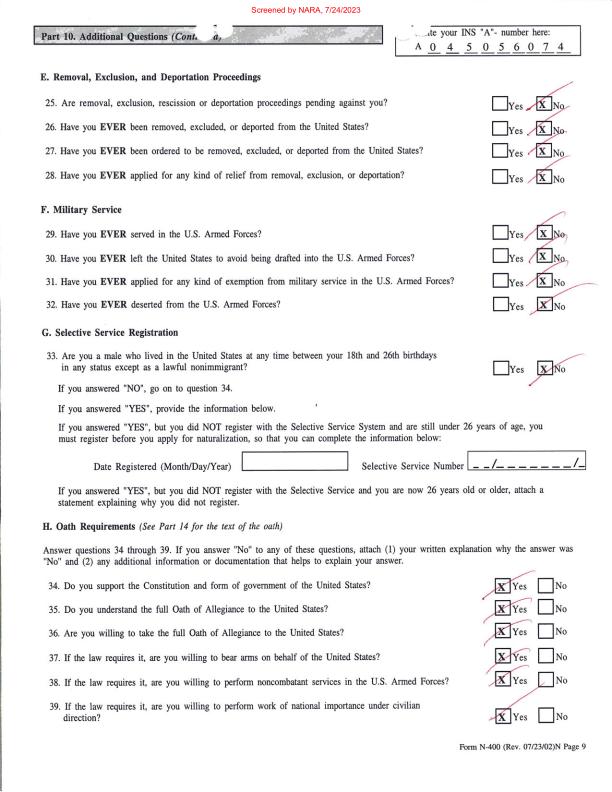 Screened by NARA, 7/24/2023
Part 10. Additional Questions
your INS "A"- number here:
A 0 4 5 0 5 6 0 7 4
E. Removal, Exclusion, and Deportation Proceedings
25. Are removal, exclusion, rescission or deportation proceedings pending against you? Yes X No
26. Have you EVER been removed, excluded, or deported from the United States? Yes X No
27. Have you EVER been ordered to be removed, excluded, or deported from the United States? Yes X No
28. Have you EVER applied for any kind of relief from removal, exclusion, or deportation? Yes X No
F. Military Service
29. Have you EVER served in the U.S. Armed Forces? Yes X No
30. Have you EVER left the United States to avoid being drafted into the U.S. Armed Forces? Yes X No
31. Have you EVER applied for any kind of exemption from military service in the U.S. Armed Forces? Yes X No
32. Have you EVER deserted from the U.S. Armed Forces? Yes X No
G. Selective Service Registration
33. Are you a male who lived in the United States at any time between your 18th and 26th birthdays
in any status except as a lawful nonimmigrant? Yes X No
If you answered "NO", go on to question 34.
If you answered "YES", provide the information below.
If you answered "YES", but you did NOT register with the Selective Service System and are still under 26 years of age, you
must register before you apply for naturalization, so that you can complete the information below:
Date Registered (Month/Day/Year) Selective Service Number _ _/_ _ _ _ _ _ _/_
If you answered "YES", but you did NOT register with the Selective Service and you are now 26 years old or older, attach a
statement explaining why you did not register.
H. Oath Requirements (See Part 14 for the text of the oath)
Answer questions 34 through 39. If you answer "No" to any of these questions, attach (1) your written explanation why the answer was
"No" and (2) any additional information or documentation that helps to explain your answer.
34. Do you support the Constitution and form of government of the United States? X Yes No
35. Do you understand the full Oath of Allegiance to the United States? X Yes No
36. Are you willing to take the full Oath of Allegiance to the United States? X Yes No
37. If the law requires it, are you willing to bear arms on behalf of the United States? X Yes No
38. If the law requires it, are you willing to perform noncombatant services in the U.S. Armed Forces? X Yes No
39. If the law requires it, are you willing to perform work of national importance under civilian
direction? X Yes No
Form N-400 (Rev. 07/23/02)N Page 9